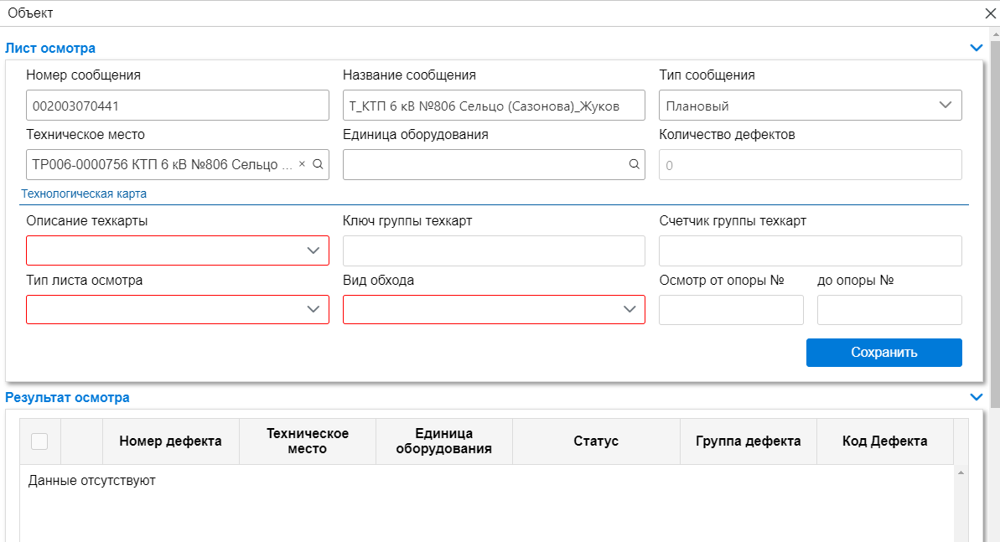 Объект
Лист осмотра
Номер сообщения
Название сообщения
Тип сообщения
002003070441
Т_КТП 6 кВ №806 Сельцо (Сазонова)_Жуков
Плановый
Техническое место
Единица оборудования
Количество дефектов
TP006-0000756 КТП 6 кВ №806 Сельцо ...
0
Технологическая карта
Описание техкарты
Ключ группы техкарт
Счетчик группы техкарт
Тип листа осмотра
Вид обхода
Осмотр от опоры №
до опоры №
Сохранить
Результат осмотра
Номер дефекта
Техническое
место
Единица
оборудования
Статус
Группа дефекта
Код Дефекта
Данные отсутствуют